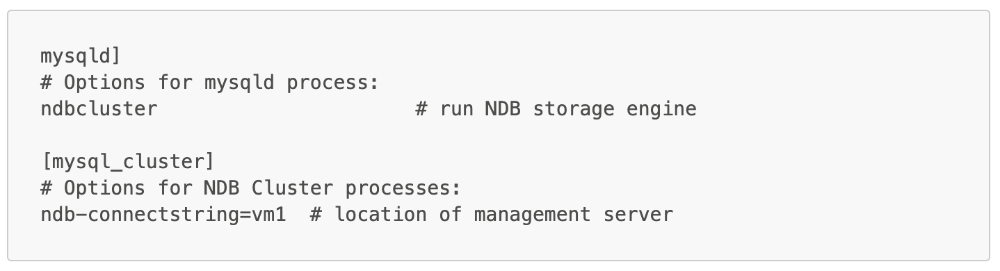 mysqld]
# Options for mysqld process:
ndbcluster                      # run NDB storage engine
[mysql_cluster]
# Options for NDB Cluster processes:
ndb-connectstring=vm1  # location of management server